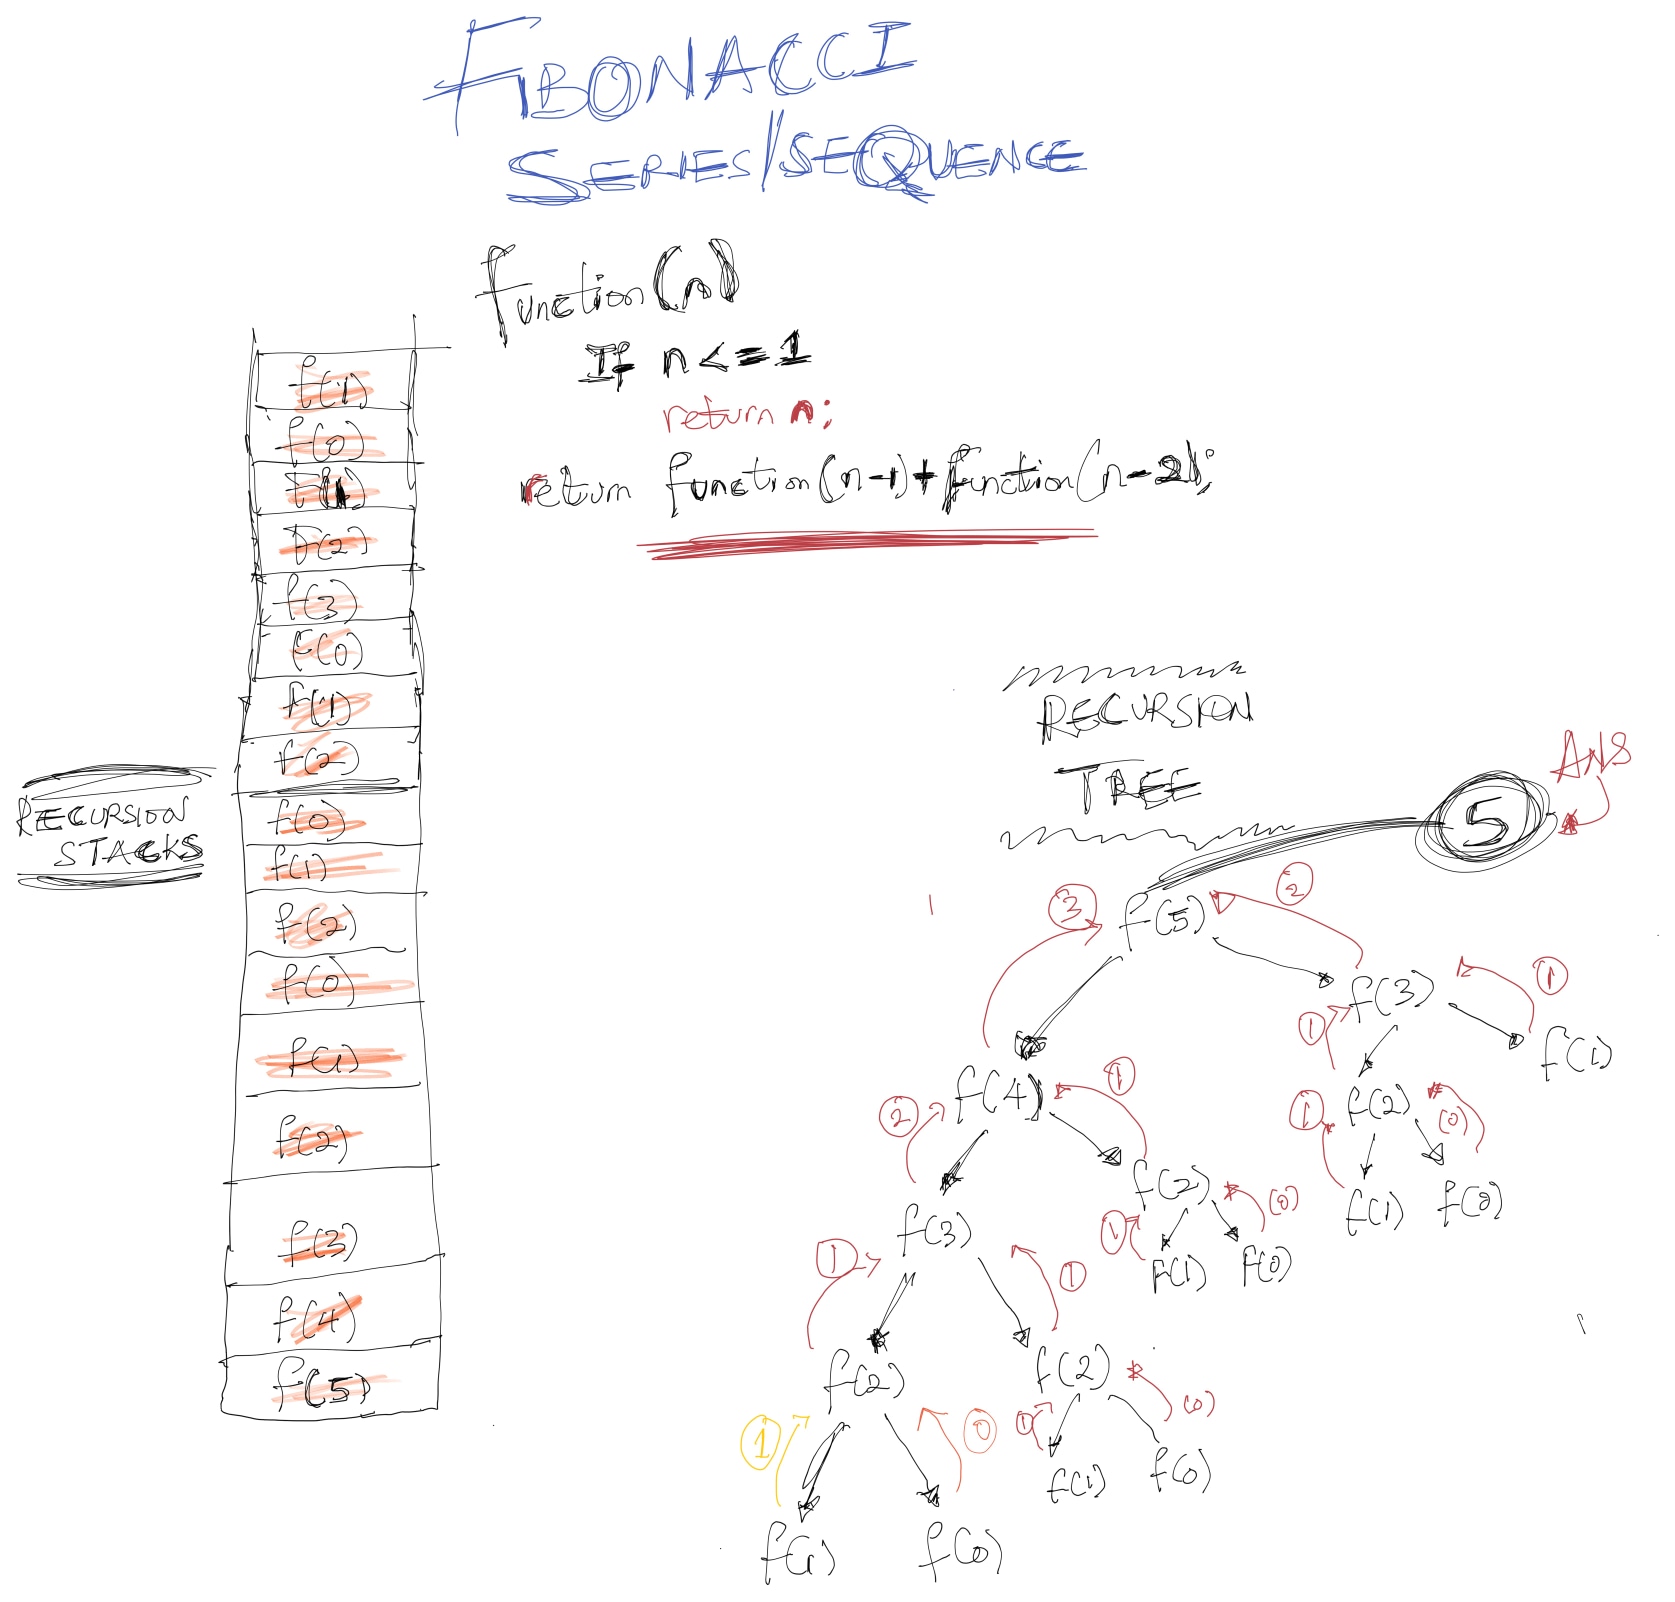 FIBONACCI
SERIES/SEQUENCE
function(n)
If n<=1
return n;
return function(n-1)+function(n-2);
RECURSION
STACKS
f(1)
f(0)
f(1)
f(2)
f(3)
f(0)
f(1)
f(2)
f(0)
f(1)
f(2)
f(0)
f(1)
f(2)
f(3)
f(4)
f(5)
RECURSION
TREE
ANS
5
3 f(5) 2
f(3) 1
1 f(1)
f(4) 1
2
1 f(2) (0)
f(2) (0)
f(1) f(0)
f(3)
1 f(1) f(0)
1 1
f(2) f(2) (0)
1 0 1
f(1) f(0)
f(1) f(0)